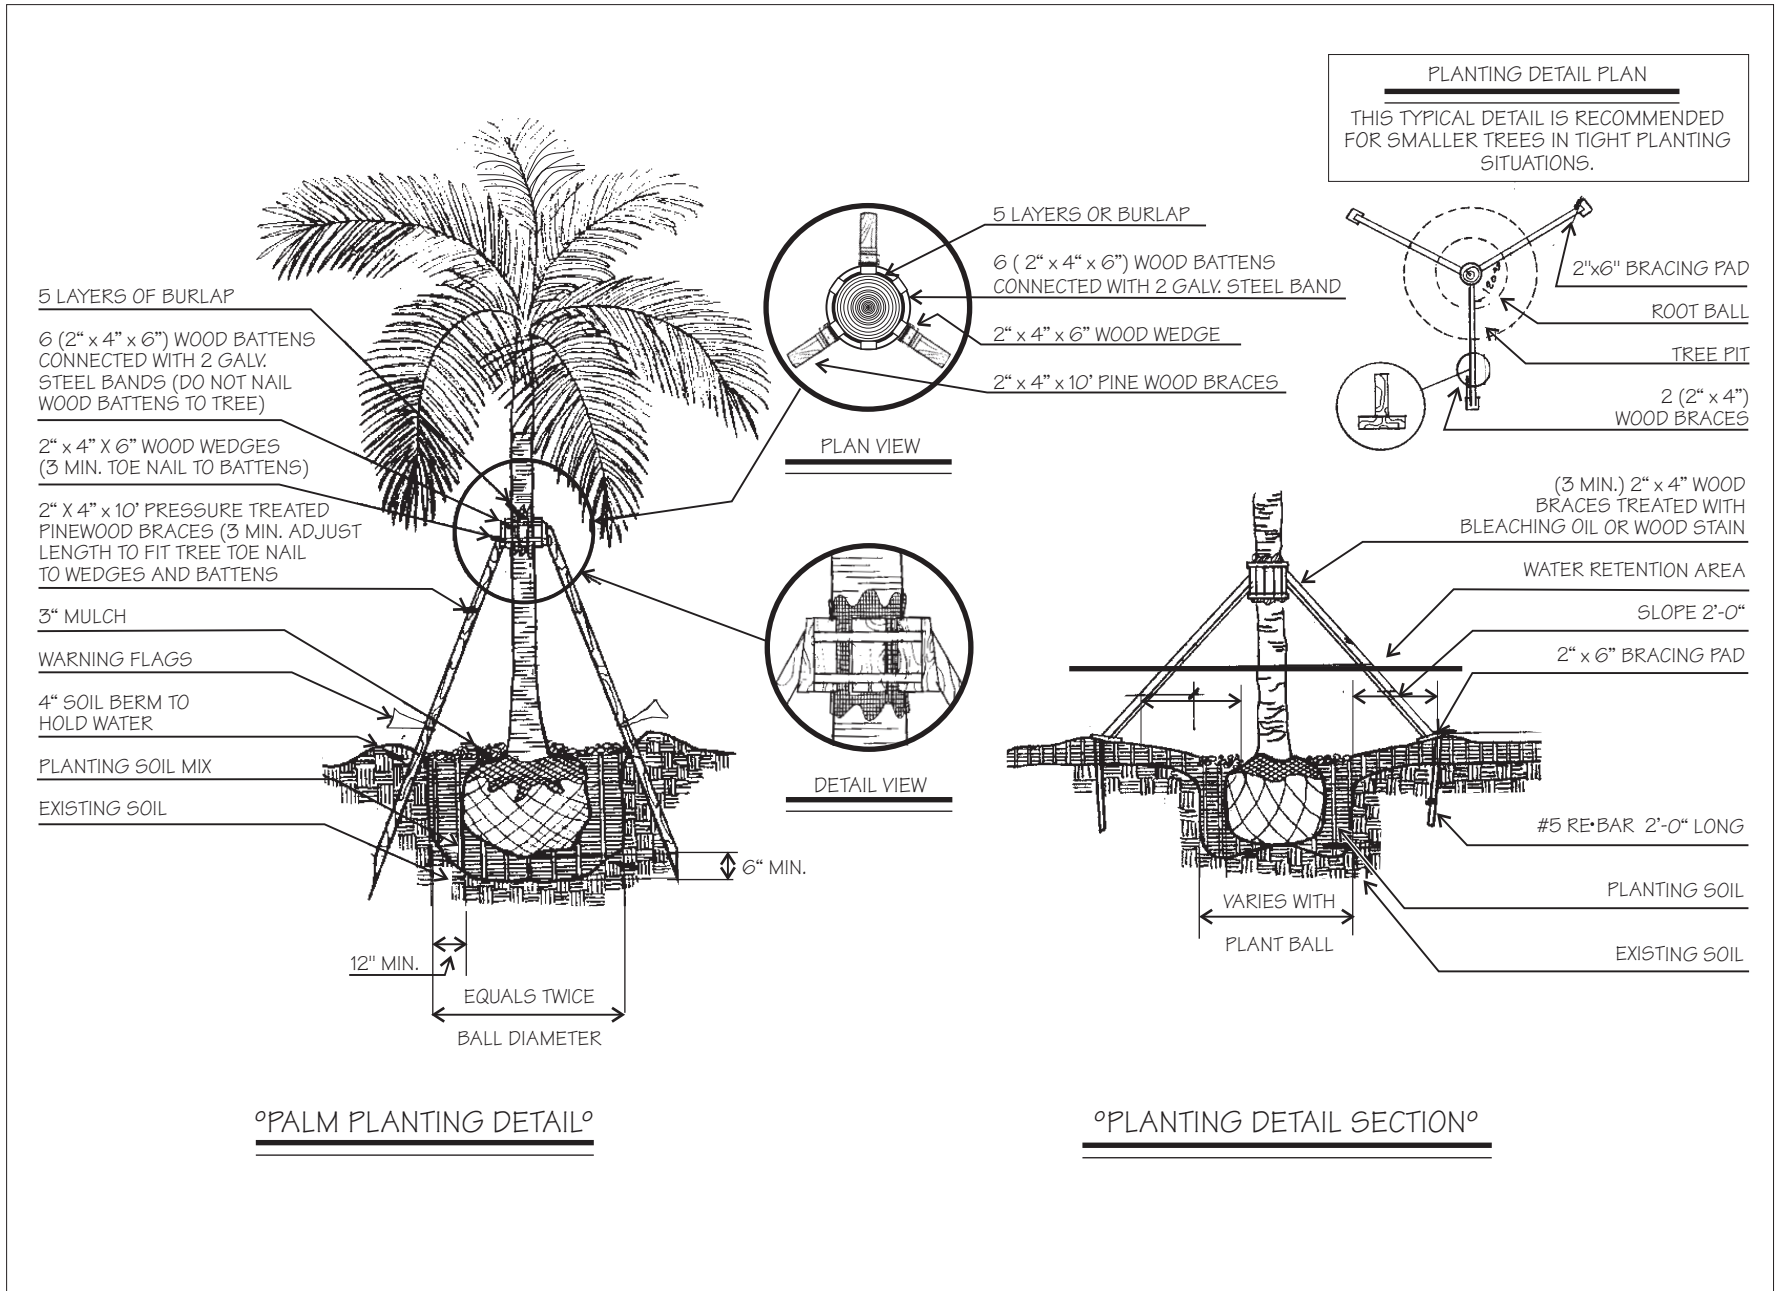 PLANTING DETAIL PLAN
THIS TYPICAL DETAIL IS RECOMMENDED
FOR SMALLER TREES IN TIGHT PLANTING
SITUATIONS.
5 LAYERS OF BURLAP
6 (2“ x 4” x 6”) WOOD BATTENS
CONNECTED WITH 2 GALV.
STEEL BANDS (DO NOT NAIL
WOOD BATTENS TO TREE)
2“ x 4” X 6” WOOD WEDGES
(3 MIN. TOE NAIL TO BATTENS)
2“ X 4” x 10’ PRESSURE TREATED
PINEWOOD BRACES (3 MIN. ADJUST
LENGTH TO FIT TREE TOE NAIL
TO WEDGES AND BATTENS
3“ MULCH
WARNING FLAGS
4“ SOIL BERM TO
HOLD WATER
PLANTING SOIL MIX
EXISTING SOIL
6“ MIN.
12" MIN.
EQUALS TWICE
BALL DIAMETER
°PALM PLANTING DETAIL°
5 LAYERS OR BURLAP
6 ( 2“ x 4“ x 6”) WOOD BATTENS
CONNECTED WITH 2 GALV. STEEL BAND
2“ x 4” x 6” WOOD WEDGE
2“ x 4” x 10’ PINE WOOD BRACES
PLAN VIEW
DETAIL VIEW
2"x6" BRACING PAD
ROOT BALL
TREE PIT
2 (2“ x 4”)
WOOD BRACES
(3 MIN.) 2“ x 4” WOOD
BRACES TREATED WITH
BLEACHING OIL OR WOOD STAIN
WATER RETENTION AREA
SLOPE 2’-0“
2“ x 6” BRACING PAD
#5 RE•BAR 2’-0“ LONG
PLANTING SOIL
EXISTING SOIL
VARIES WITH
PLANT BALL
°PLANTING DETAIL SECTION°